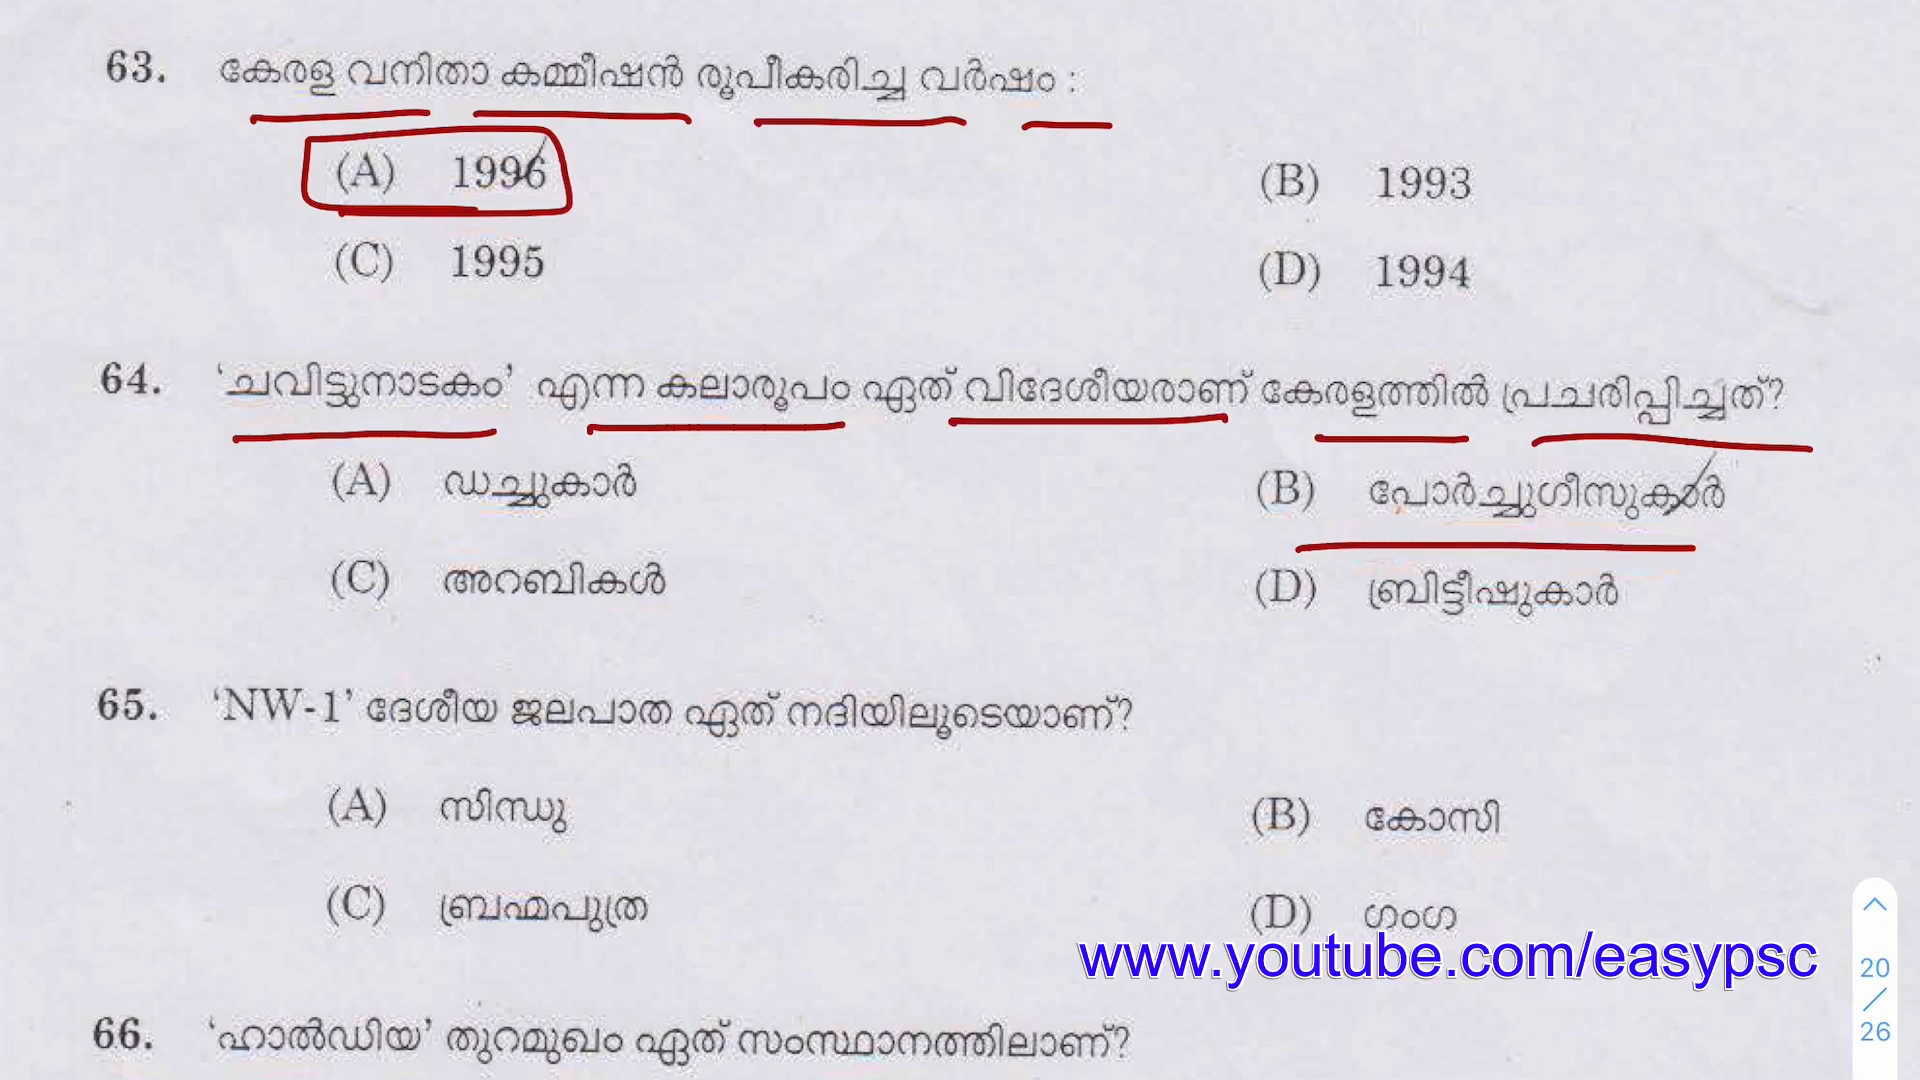 63. കേരള വനിതാ കമ്മീഷൻ രൂപീകരിച്ച വർഷം :
(A) 1996 (B) 1993
(C) 1995 (D) 1994
64. 'ചവിട്ടുനാടകം' എന്ന കലാരൂപം ഏത് വിദേശീയരാണ് കേരളത്തിൽ പ്രചരിപ്പിച്ചത്?
(A) ഡച്ചുകാർ (B) പോർച്ചുഗീസുകാർ
(C) അറബികൾ (D) ബ്രിട്ടീഷുകാർ
65. 'NW-1' ദേശീയ ജലപാത ഏത് നദിയിലൂടെയാണ്?
(A) സിന്ധു (B) കോസി
(C) ബ്രഹ്മപുത്ര (D) ഗംഗ
www.youtube.com/easypsc
20
/
26
66. 'ഹാൽഡിയ' തുറമുഖം ഏത് സംസ്ഥാനത്തിലാണ്?